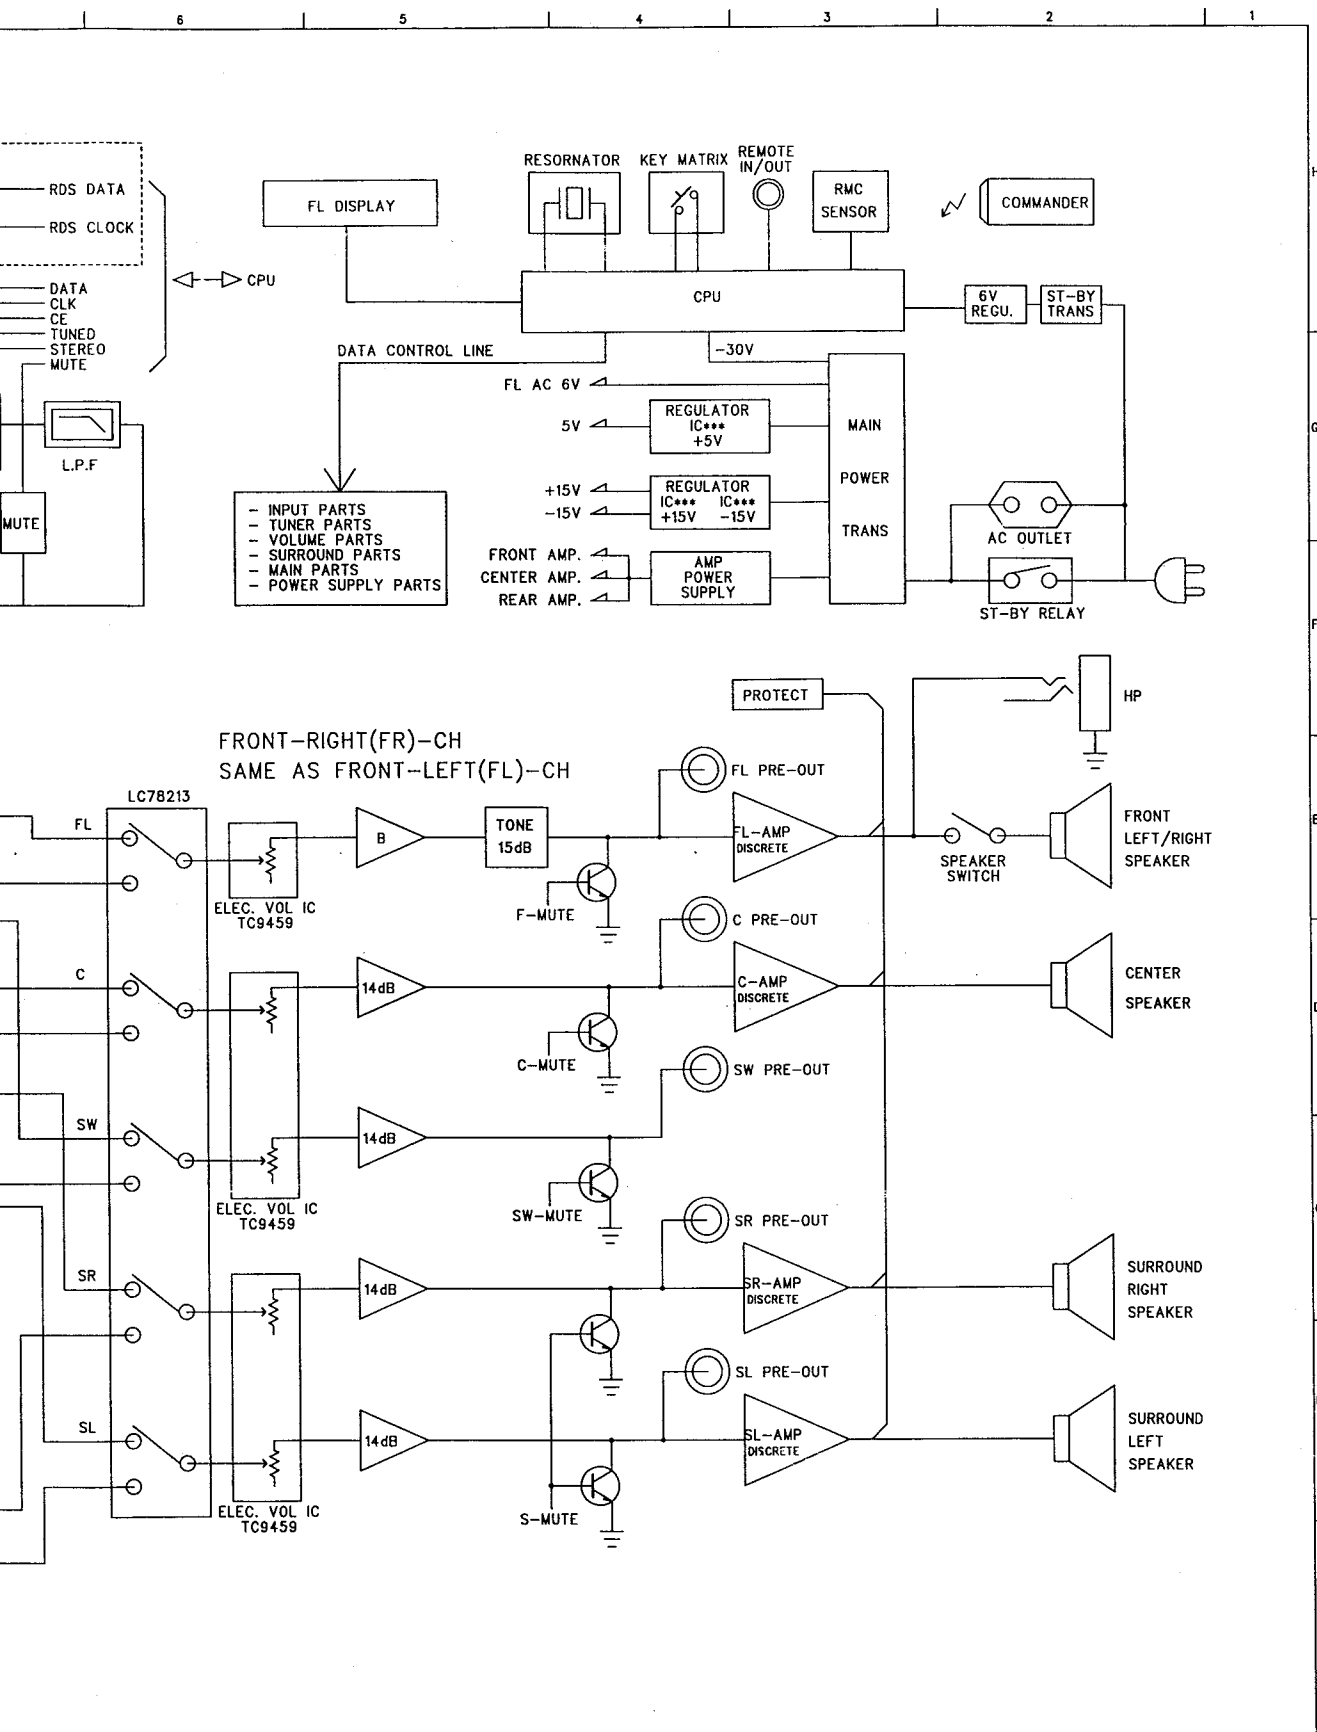 6 5 4 3 2 1
H
RDS DATA
RDS CLOCK
CPU
DATA
CLK
CE
TUNED
STEREO
MUTE
L.P.F
MUTE
FL DISPLAY
RESORNATOR
KEY MATRIX
REMOTE
IN/OUT
RMC
SENSOR
COMMANDER
CPU
6V
REGU.
ST-BY
TRANS
DATA CONTROL LINE
-30V
FL AC 6V
5V
REGULATOR
IC***
+5V
MAIN
POWER
TRANS
G
+15V
-15V
REGULATOR
IC*** IC***
+15V -15V
- INPUT PARTS
- TUNER PARTS
- VOLUME PARTS
- SURROUND PARTS
- MAIN PARTS
- POWER SUPPLY PARTS
FRONT AMP.
CENTER AMP.
REAR AMP.
AMP
POWER
SUPPLY
AC OUTLET
ST-BY RELAY
F
PROTECT
HP
FRONT-RIGHT(FR)-CH
SAME AS FRONT-LEFT(FL)-CH
LC78213
FL
ELEC. VOL IC
TC9459
B
TONE
15dB
F-MUTE
FL PRE-OUT
FL-AMP
DISCRETE
SPEAKER
SWITCH
FRONT
LEFT/RIGHT
SPEAKER
E
C
14dB
C-MUTE
C PRE-OUT
C-AMP
DISCRETE
CENTER
SPEAKER
D
SW
ELEC. VOL IC
TC9459
14dB
SW-MUTE
SW PRE-OUT
SR
14dB
SR PRE-OUT
SR-AMP
DISCRETE
SURROUND
RIGHT
SPEAKER
SL
ELEC. VOL IC
TC9459
14dB
S-MUTE
SL PRE-OUT
SL-AMP
DISCRETE
SURROUND
LEFT
SPEAKER